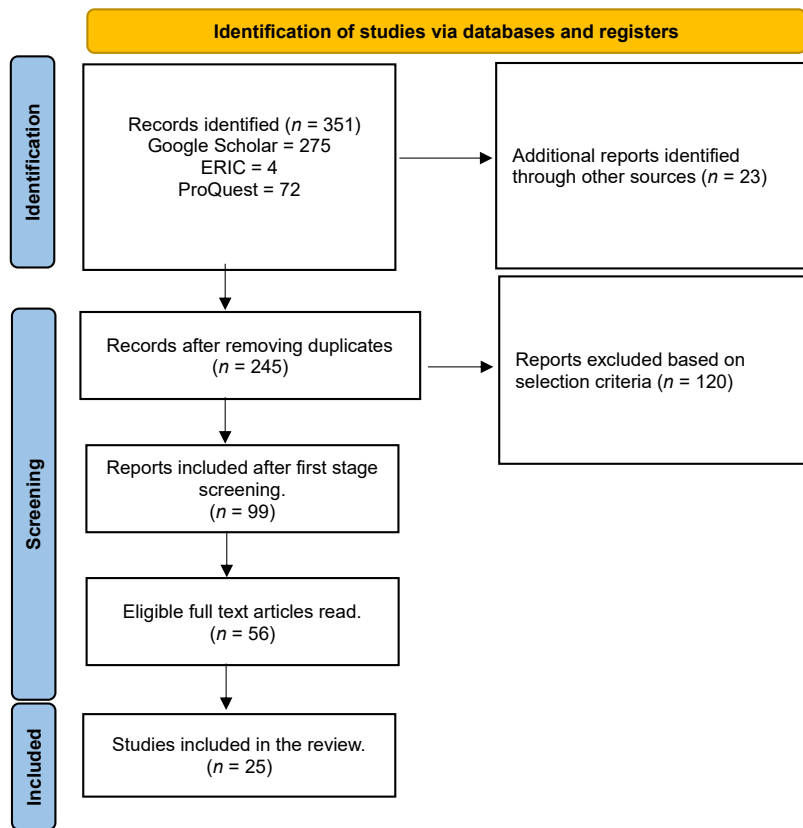 Identification of studies via databases and registers
Identification
Records identified (n = 351)
Google Scholar = 275
ERIC = 4
ProQuest = 72
Additional reports identified
through other sources (n = 23)
Screening
Records after removing duplicates
(n = 245)
Reports excluded based on
selection criteria (n = 120)
Reports included after first stage
screening.
(n = 99)
Eligible full text articles read.
(n = 56)
Included
Studies included in the review.
(n = 25)